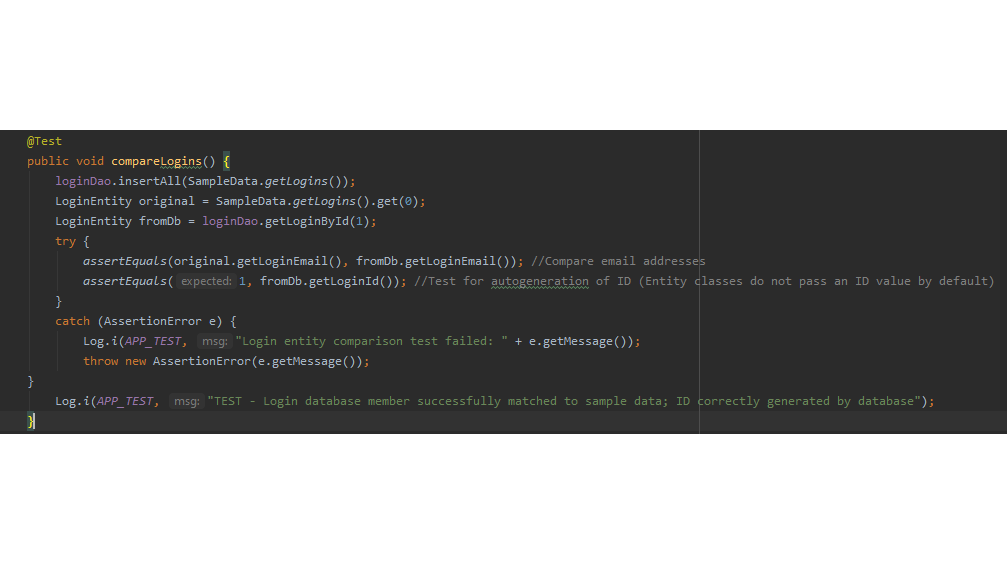 @Test
public void compareLogins() {
loginDao.insertAll(SampleData.getLogins());
LoginEntity original = SampleData.getLogins().get(0);
LoginEntity fromDb = loginDao.getLoginById(1);
try {
assertEquals(original.getLoginEmail(), fromDb.getLoginEmail()); //Compare email addresses
assertEquals( expected: 1, fromDb.getLoginId()); //Test for autogeneration of ID (Entity classes do not pass an ID value by default)
}
catch (AssertionError e) {
Log.i(APP_TEST, msg: "Login entity comparison test failed: " + e.getMessage());
throw new AssertionError(e.getMessage());
}
Log.i(APP_TEST, msg: "TEST - Login database member successfully matched to sample data; ID correctly generated by database");
}